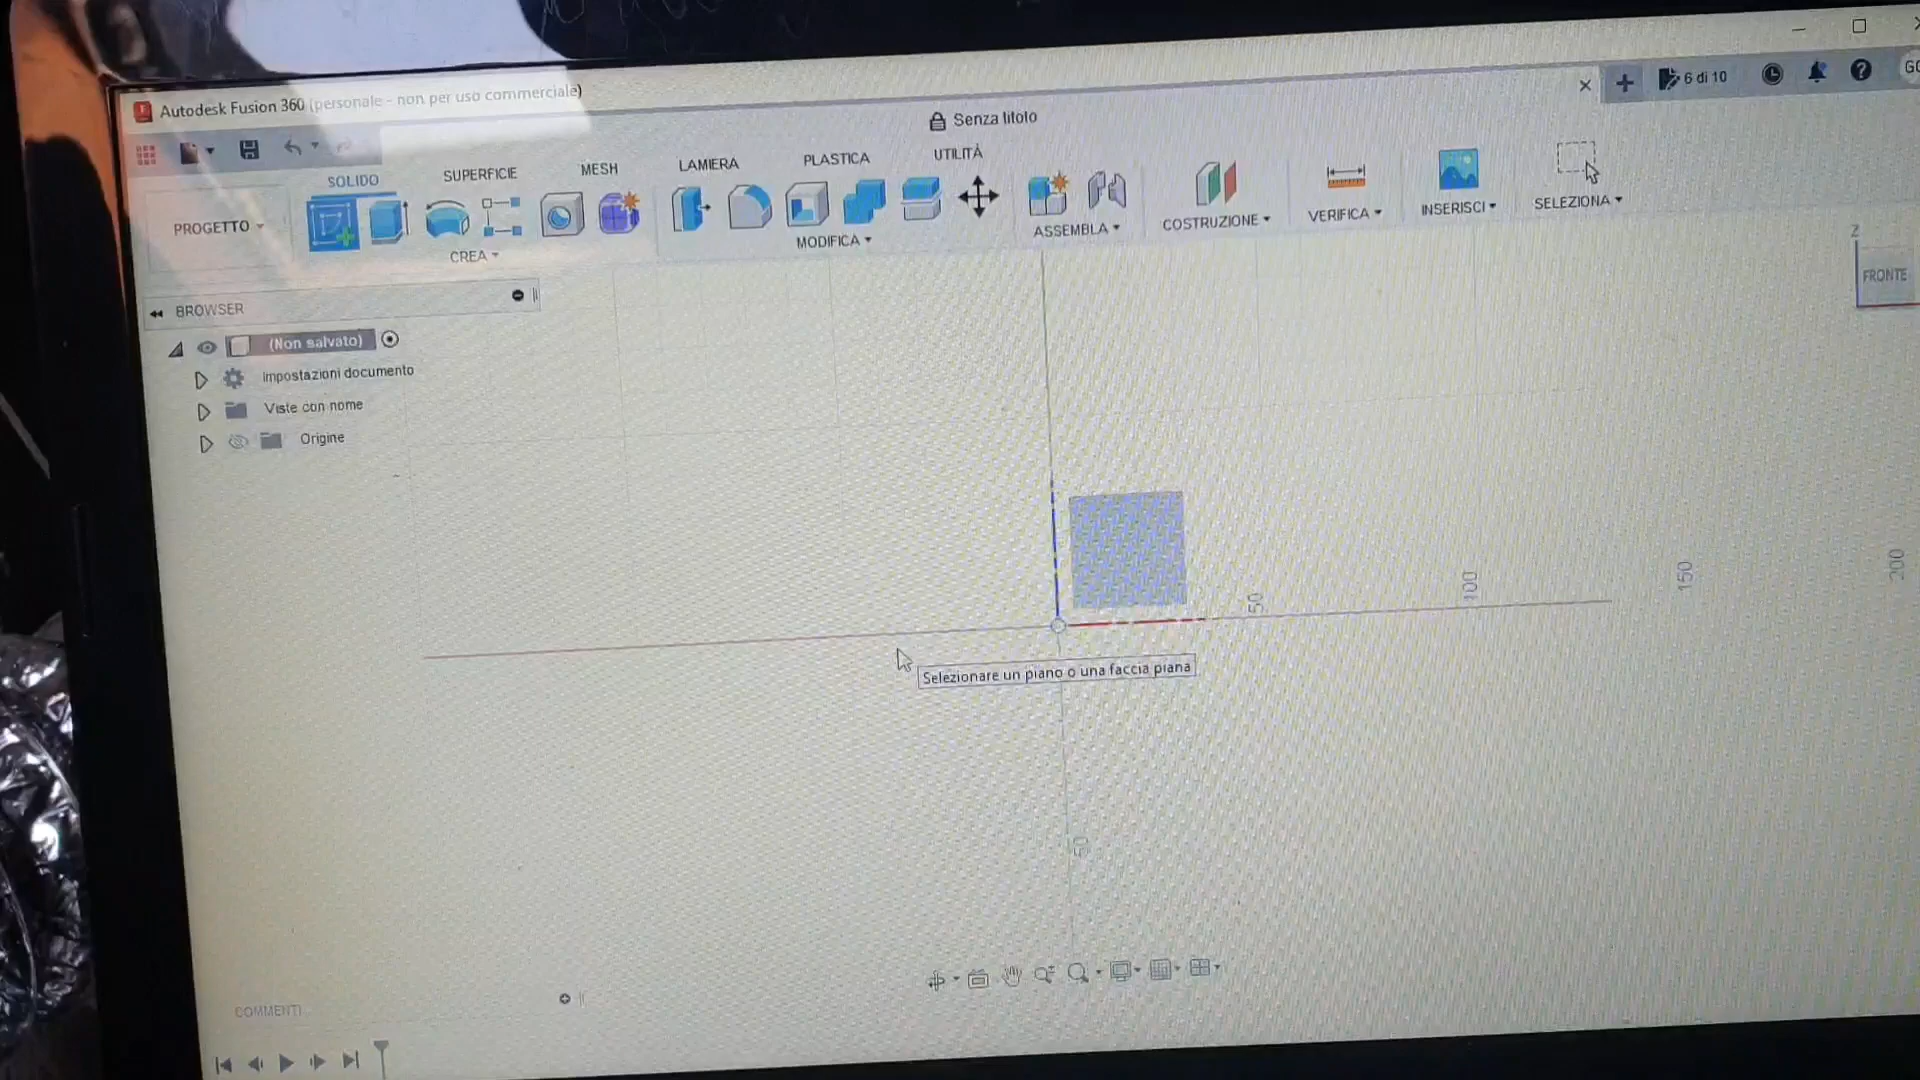 Autodesk Fusion 360 (personale - non per uso commerciale)
6 di 10
Senza titolo
SOLIDO
SUPERFICIE
MESH
LAMIERA
PLASTICA
UTILITÀ
PROGETTO
CREA
MODIFICA
ASSEMBLA
COSTRUZIONE
VERIFICA
INSERISCI
SELEZIONA
Z
FRONTE
BROWSER
(Non salvato)
Impostazioni documento
Viste con nome
Origine
50
100
150
200
Selezionare un piano o una faccia piana
50
COMMENTI